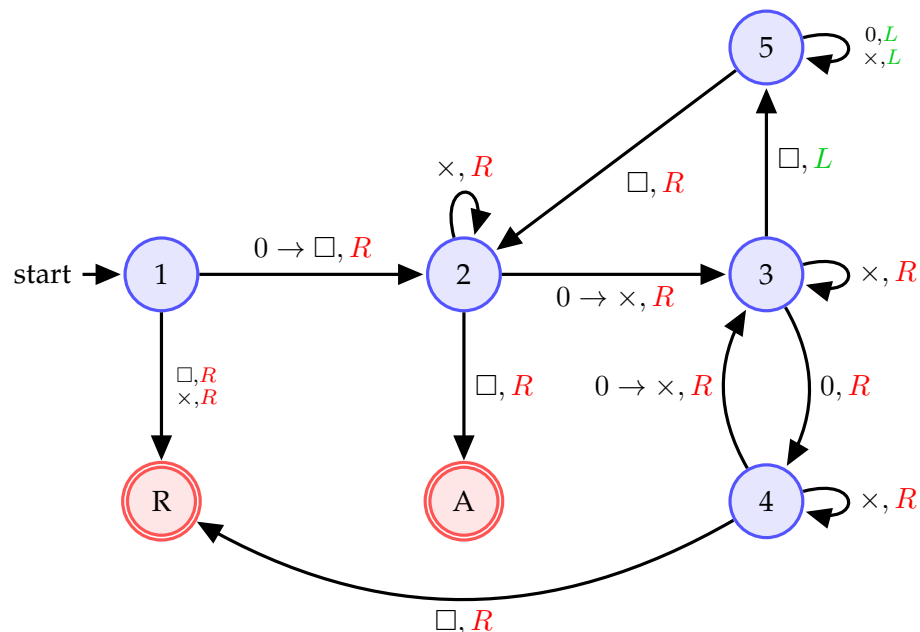 5
0, L
×, L
□, L
□, R
×, R
start
1
0 → □, R
2
0 → ×, R
3
×, R
□, R
×, R
□, R
0 → ×, R
0, R
R
A
4
×, R
□, R